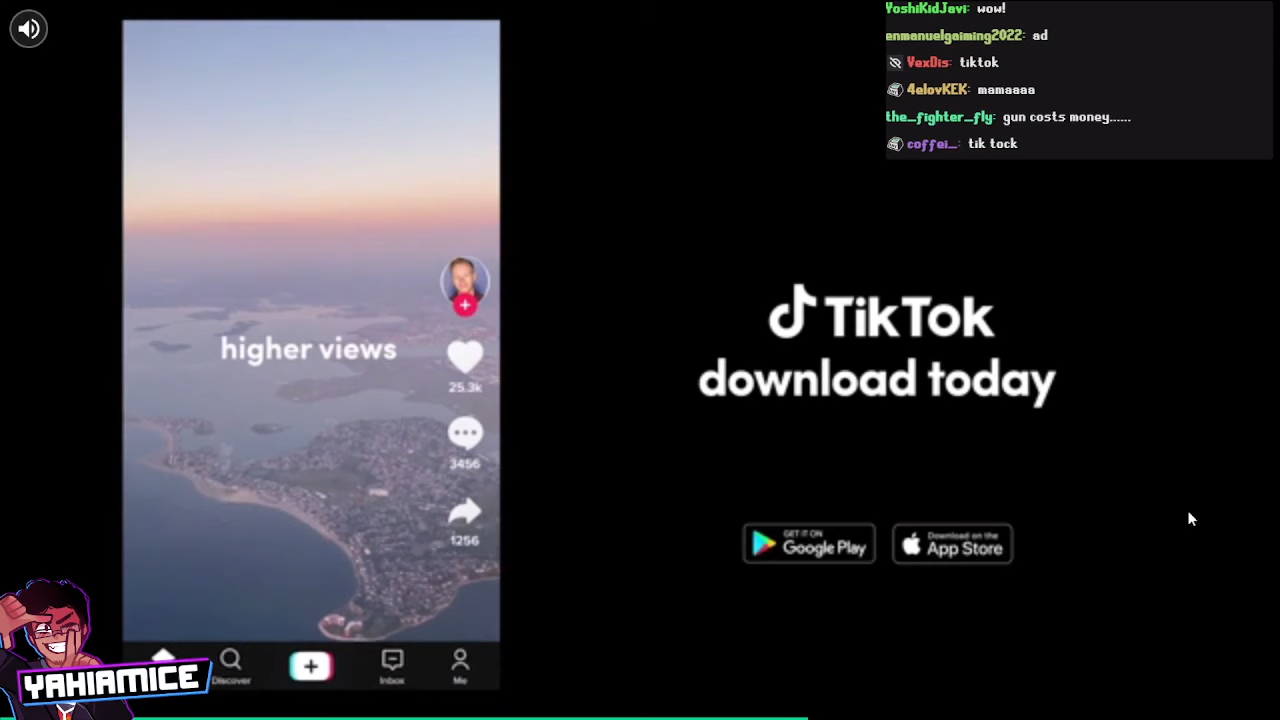 YoshiKidJavi: wow!
enmanuelgaiming2022: ad
VexDis: tiktok
4elovKEK: mamaaaa
the_fighter_fly: gun costs money......
coffei_: tik tock
higher views
25.3k
3456
1256
Discover
Inbox
Me
TikTok
download today
GET IT ON
Google Play
Download on the
App Store
YAHIAMICE